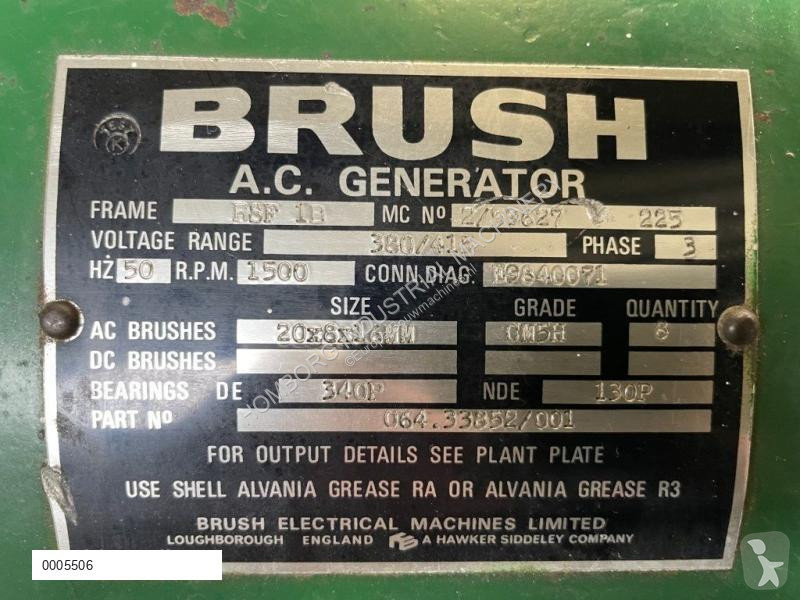 BRUSH
A.C. GENERATOR
FRAME RSF 1B MC Nº 2/59627 225
VOLTAGE RANGE 380/415 PHASE 3
HZ 50 R.P.M. 1500 CONN.DIAG. E9840071
SIZE GRADE QUANTITY
AC BRUSHES 20x8x16MM CM5H 6
DC BRUSHES
BEARINGS DE 340P NDE 130P
PART Nº 064.33852/001
FOR OUTPUT DETAILS SEE PLANT PLATE
USE SHELL ALVANIA GREASE RA OR ALVANIA GREASE R3
BRUSH ELECTRICAL MACHINES LIMITED
LOUGHBOROUGH ENGLAND A HAWKER SIDDELEY COMPANY
0005506